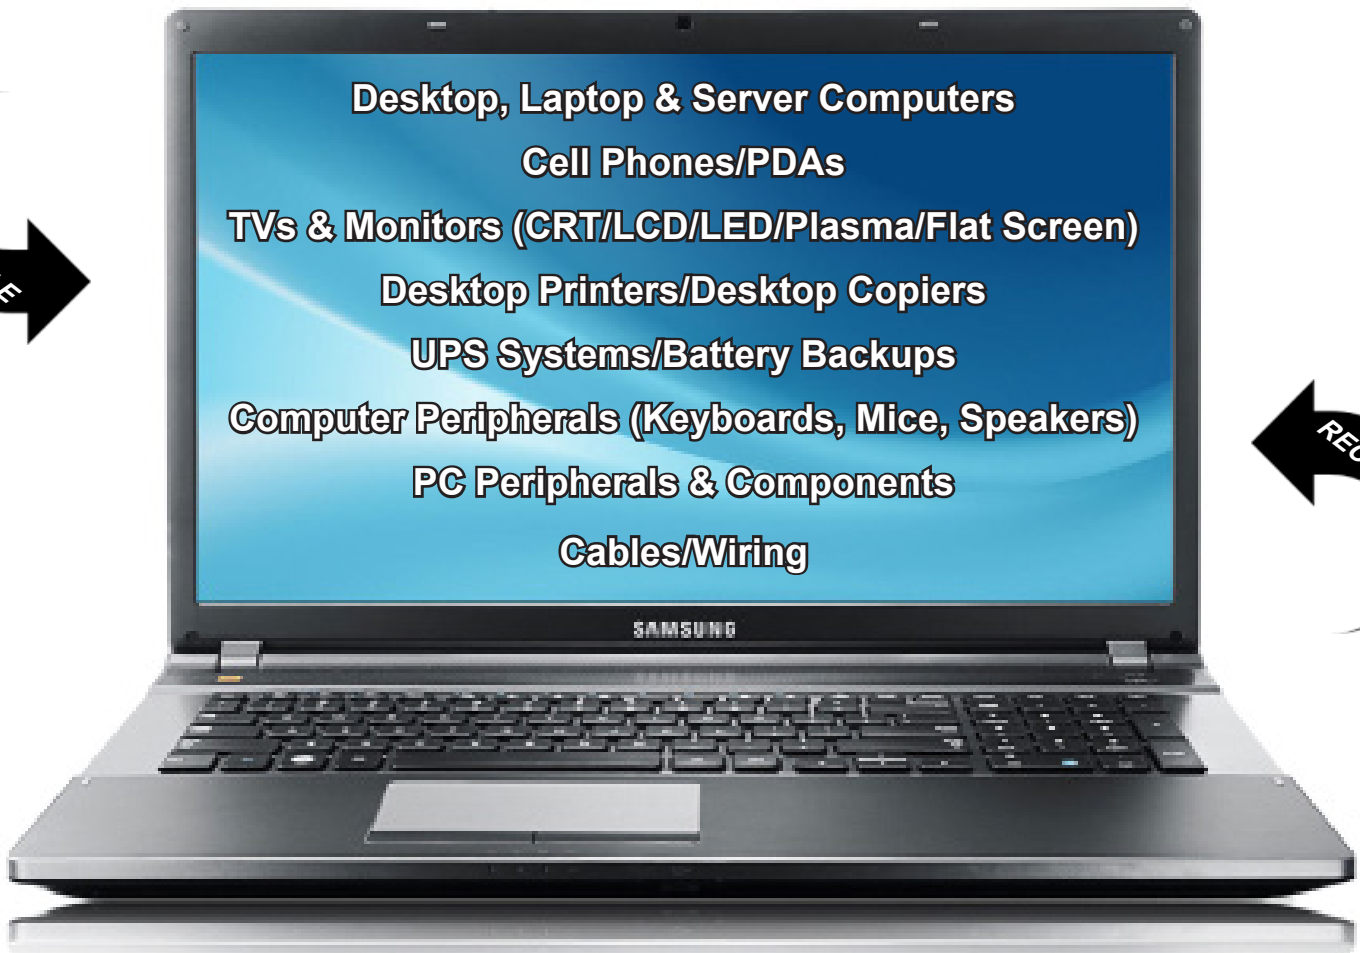 Desktop, Laptop & Server Computers
Cell Phones/PDAs
TVs & Monitors (CRT/LCD/LED/Plasma/Flat Screen)
Desktop Printers/Desktop Copiers
UPS Systems/Battery Backups
Computer Peripherals (Keyboards, Mice, Speakers)
PC Peripherals & Components
Cables/Wiring
SAMSUNG